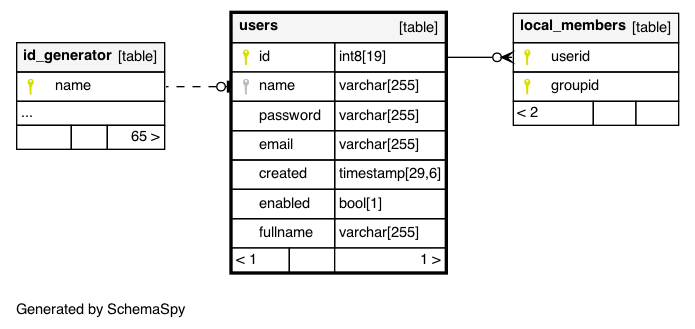 id_generator [table]
name
...
65 >
users [table]
id int8[19]
name varchar[255]
password varchar[255]
email varchar[255]
created timestamp[29,6]
enabled bool[1]
fullname varchar[255]
< 1 1 >
local_members [table]
userid
groupid
< 2
Generated by SchemaSpy